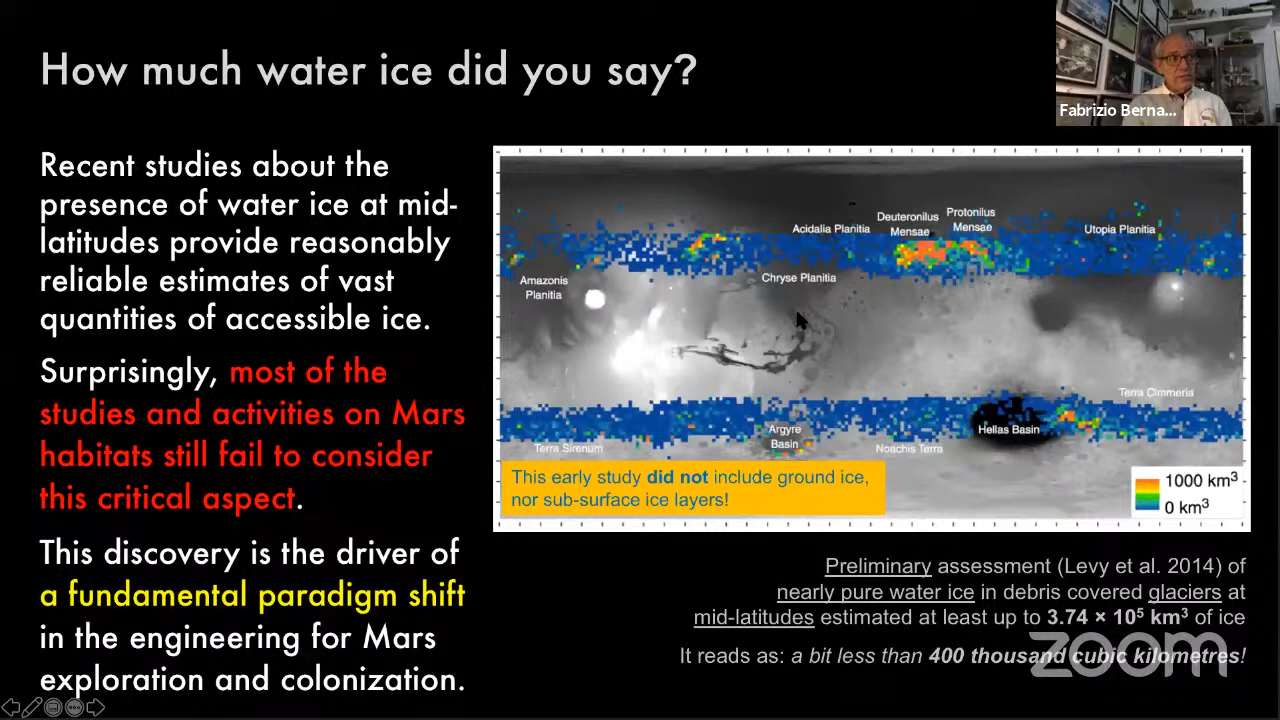 How much water ice did you say?
Fabrizio Berna...
Recent studies about the
presence of water ice at mid-
latitudes provide reasonably
reliable estimates of vast
quantities of accessible ice.
Surprisingly, most of the
studies and activities on Mars
habitats still fail to consider
this critical aspect.
This discovery is the driver of
a fundamental paradigm shift
in the engineering for Mars
exploration and colonization.
Acidalia Planitia
Deuteronilus
Mensae
Protonilus
Mensae
Utopia Planitia
Amazonis
Planitia
Chryse Planitia
Terra Cimmeria
Argyre
Basin
Hellas Basin
Terra Sirenum
Noachis Terra
This early study did not include ground ice,
nor sub-surface ice layers!
1000 km³
0 km³
Preliminary assessment (Levy et al. 2014) of
nearly pure water ice in debris covered glaciers at
mid-latitudes estimated at least up to 3.74 × 10⁵ km³ of ice
It reads as: a bit less than 400 thousand cubic kilometres!
zoom